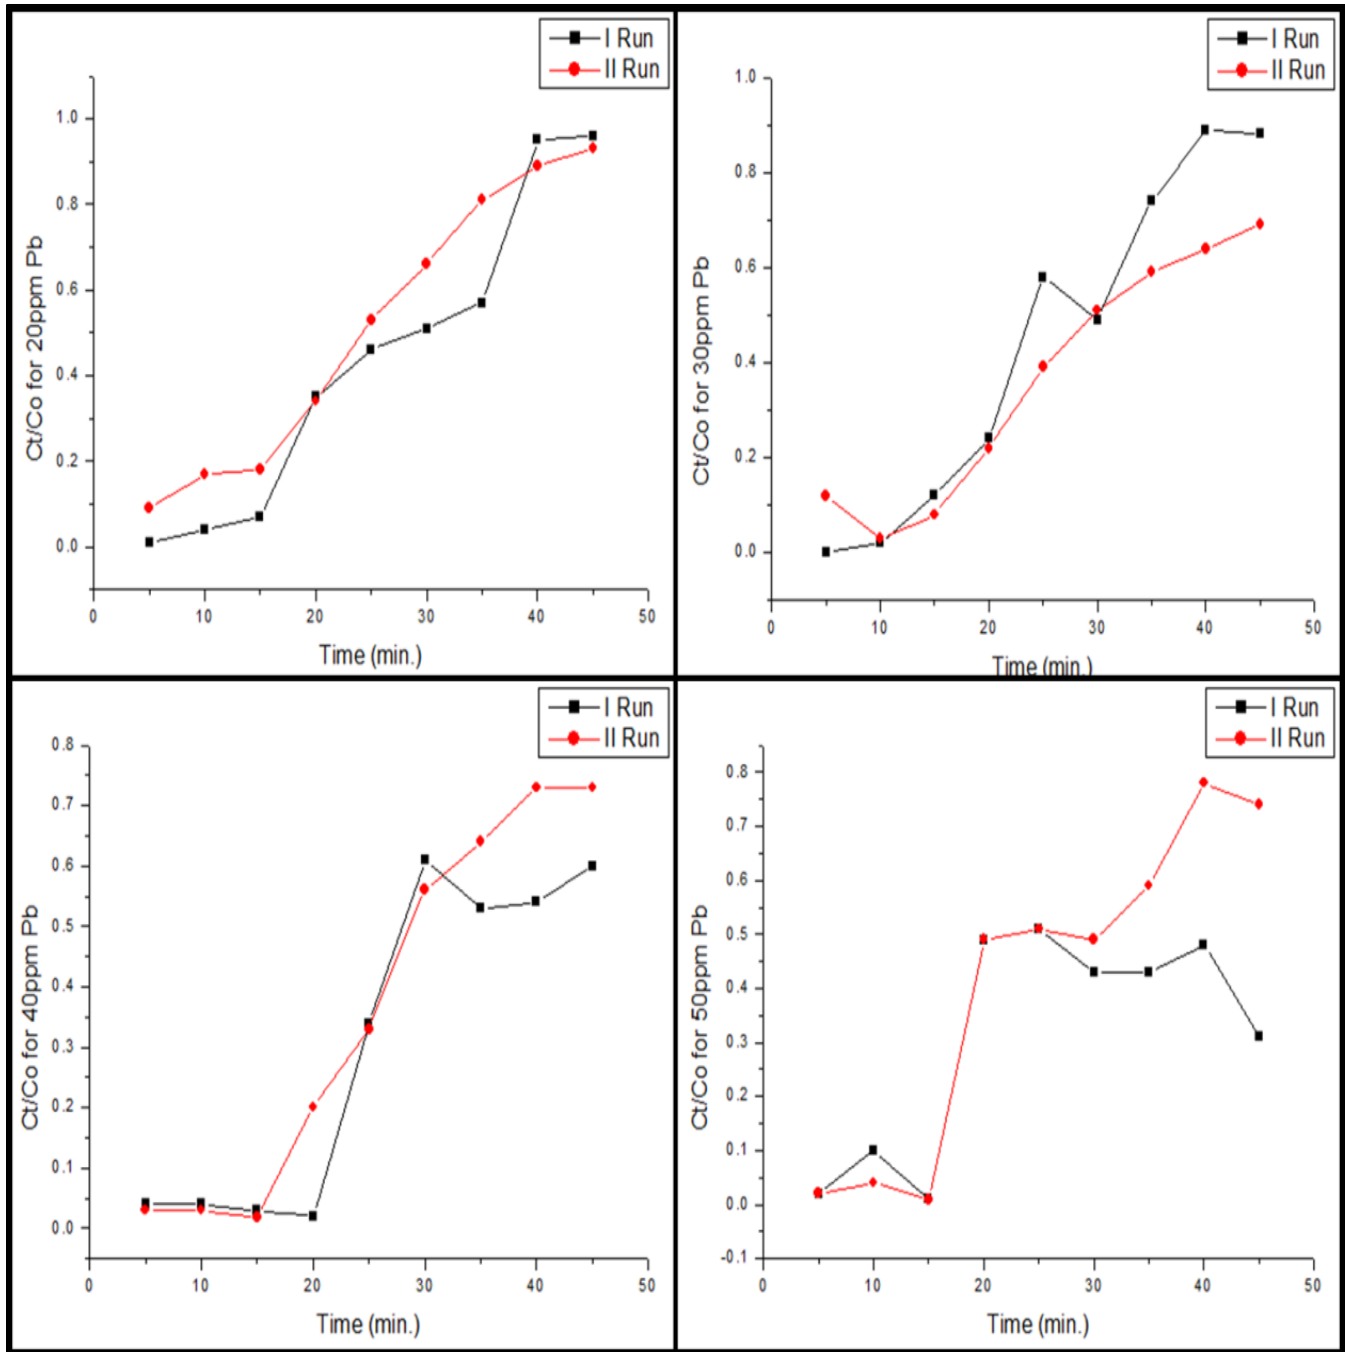 I Run
II Run
1.0
0.8
0.6
0.4
0.2
0.0
Ct/Co for 20ppm Pb
0 10 20 30 40 50
Time (min.)
I Run
II Run
1.0
0.8
0.6
0.4
0.2
0.0
Ct/Co for 30ppm Pb
0 10 20 30 40 50
Time (min.)
I Run
II Run
0.8
0.7
0.6
0.5
0.4
0.3
0.2
0.1
0.0
Ct/Co for 40ppm Pb
0 10 20 30 40 50
Time (min.)
I Run
II Run
0.8
0.7
0.6
0.5
0.4
0.3
0.2
0.1
0.0
-0.1
Ct/Co for 50ppm Pb
0 10 20 30 40 50
Time (min.)